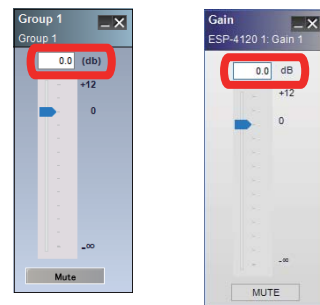 Group 1
Group 1
0.0 (db)
+12
0
-∞
Mute
Gain
ESP-4120 1: Gain 1
0.0 dB
+12
0
-∞
MUTE